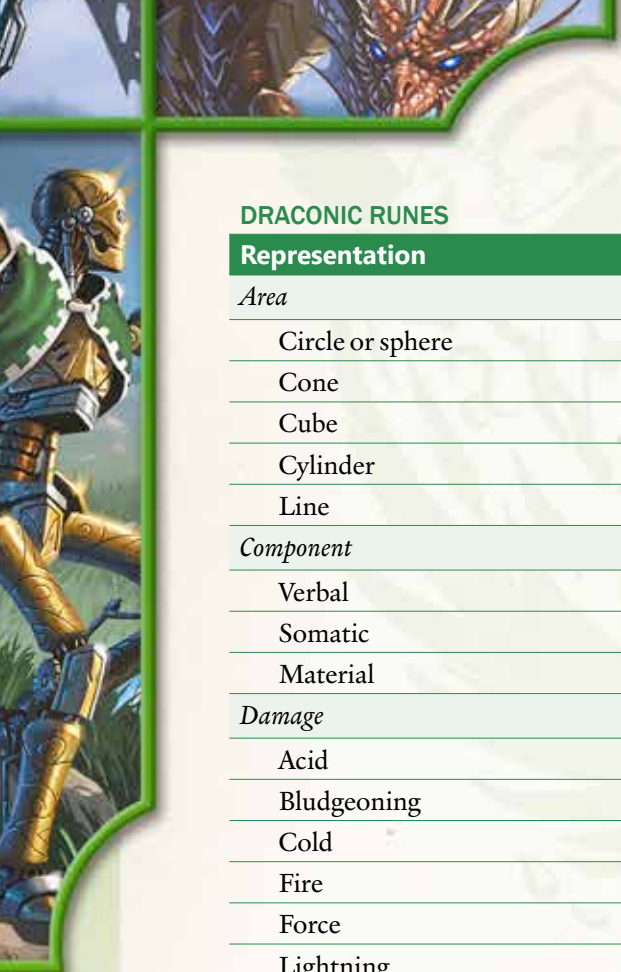 DRACONIC RUNES
Representation
Area
Circle or sphere
Cone
Cube
Cylinder
Line
Component
Verbal
Somatic
Material
Damage
Acid
Bludgeoning
Cold
Fire
Force
Lightning